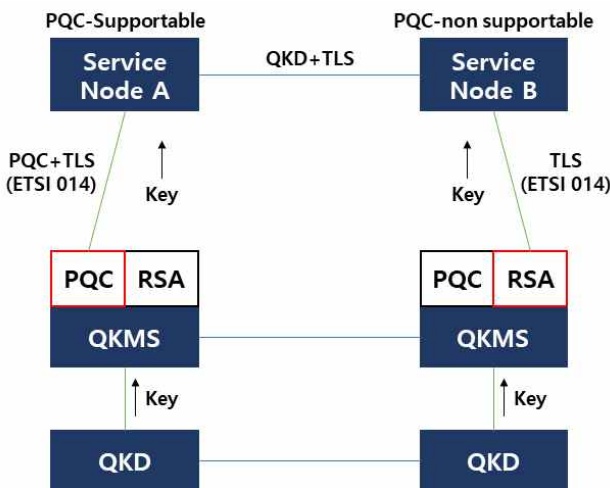 PQC-Supportable
PQC-non supportable
Service
Node A
QKD+TLS
Service
Node B
PQC+TLS
(ETSI 014)
Key
Key
TLS
(ETSI 014)
PQC
RSA
PQC
RSA
QKMS
QKMS
Key
Key
QKD
QKD